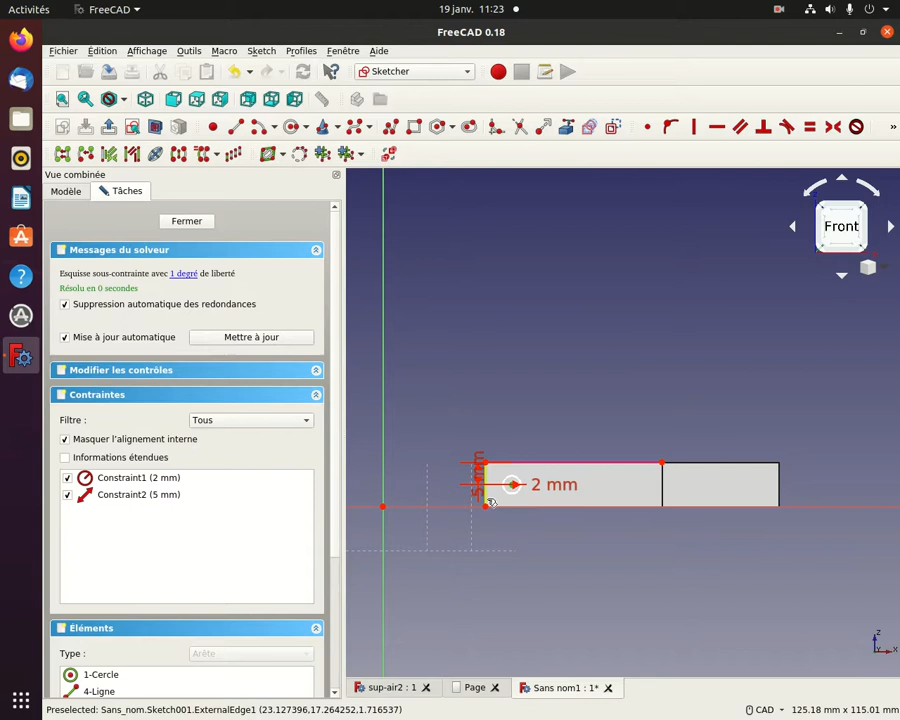 Activités
FreeCAD
19 janv. 11:23
FreeCAD 0.18
Fichier Édition Affichage Outils Macro Sketch Profiles Fenêtre Aide
Sketcher
»
Vue combinée
Modèle Tâches
Fermer
Messages du solveur
Esquisse sous-contrainte avec 1 degré de liberté
Résolu en 0 secondes
Suppression automatique des redondances
Mise à jour automatique Mettre à jour
Modifier les contrôles
Contraintes
Filtre : Tous
Masquer l'alignement interne
Informations étendues
Constraint1 (2 mm)
Constraint2 (5 mm)
Éléments
Type : Arête
1-Cercle
4-Ligne
Front
5 mm
2 mm
z
x
sup-air2 : 1 Page Sans nom1 : 1*
Preselected: Sans_nom.Sketch001.ExternalEdge1 (23.127396,17.264252,1.716537)
CAD 125.18 mm x 115.01 mm